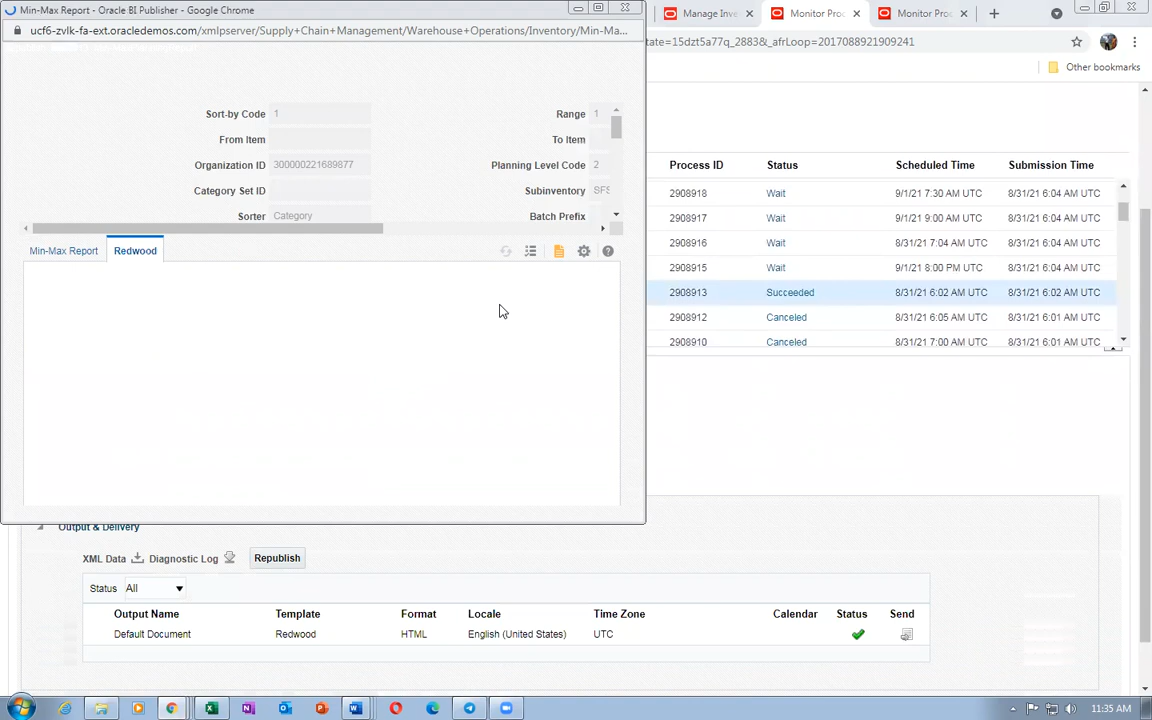 Min-Max Report - Oracle BI Publisher - Google Chrome
ucf6-zvlk-fa-ext.oracledemos.com/xmlpserver/Supply+Chain+Management/Warehouse+Operations/Inventory/Min-Ma...
Manage Inve
Monitor Proc
Monitor Proc
tate=15dzt5a77q_2883&_afrLoop=2017088921909241
Other bookmarks
Sort-by Code 1 Range 1
From Item To Item
Organization ID 300000221689877 Planning Level Code 2
Category Set ID Subinventory SFS
Sorter Category Batch Prefix
Min-Max Report Redwood
Process ID Status Scheduled Time Submission Time
2908918 Wait 9/1/21 7:30 AM UTC 8/31/21 6:04 AM UTC
2908917 Wait 9/1/21 9:00 AM UTC 8/31/21 6:04 AM UTC
2908916 Wait 8/31/21 7:04 AM UTC 8/31/21 6:04 AM UTC
2908915 Wait 9/1/21 8:00 PM UTC 8/31/21 6:04 AM UTC
2908913 Succeeded 8/31/21 6:02 AM UTC 8/31/21 6:02 AM UTC
2908912 Canceled 8/31/21 6:05 AM UTC 8/31/21 6:01 AM UTC
2908910 Canceled 8/31/21 7:00 AM UTC 8/31/21 6:01 AM UTC
Output & Delivery
XML Data Diagnostic Log Republish
Status All
Output Name Template Format Locale Time Zone Calendar Status Send
Default Document Redwood HTML English (United States) UTC
11:35 AM